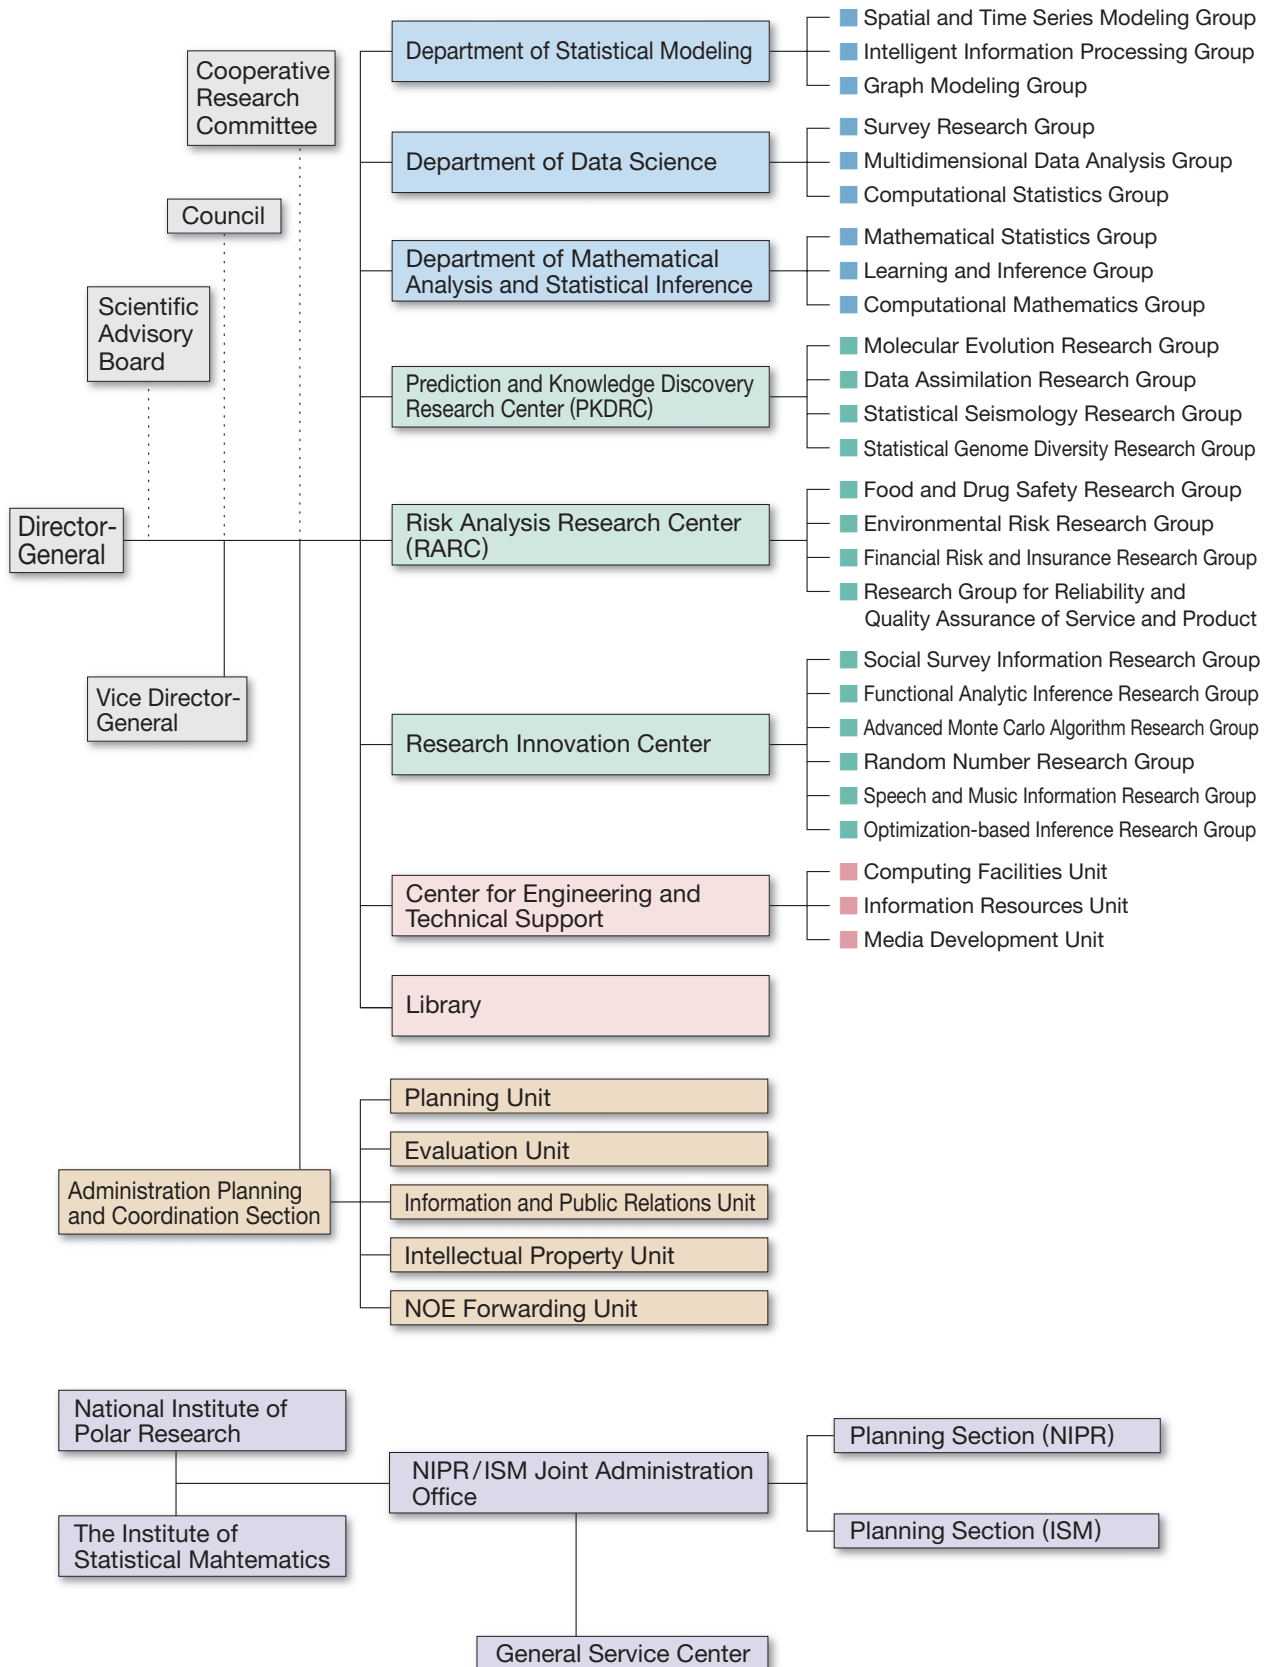 Cooperative
Research
Committee
Council
Scientific
Advisory
Board
Director-
General
Vice Director-
General
Department of Statistical Modeling
Spatial and Time Series Modeling Group
Intelligent Information Processing Group
Graph Modeling Group
Department of Data Science
Survey Research Group
Multidimensional Data Analysis Group
Computational Statistics Group
Department of Mathematical
Analysis and Statistical Inference
Mathematical Statistics Group
Learning and Inference Group
Computational Mathematics Group
Prediction and Knowledge Discovery
Research Center (PKDRC)
Molecular Evolution Research Group
Data Assimilation Research Group
Statistical Seismology Research Group
Statistical Genome Diversity Research Group
Risk Analysis Research Center
(RARC)
Food and Drug Safety Research Group
Environmental Risk Research Group
Financial Risk and Insurance Research Group
Research Group for Reliability and
Quality Assurance of Service and Product
Research Innovation Center
Social Survey Information Research Group
Functional Analytic Inference Research Group
Advanced Monte Carlo Algorithm Research Group
Random Number Research Group
Speech and Music Information Research Group
Optimization-based Inference Research Group
Center for Engineering and
Technical Support
Computing Facilities Unit
Information Resources Unit
Media Development Unit
Library
Administration Planning
and Coordination Section
Planning Unit
Evaluation Unit
Information and Public Relations Unit
Intellectual Property Unit
NOE Forwarding Unit
National Institute of
Polar Research
The Institute of
Statistical Mahtematics
NIPR/ISM Joint Administration
Office
Planning Section (NIPR)
Planning Section (ISM)
General Service Center